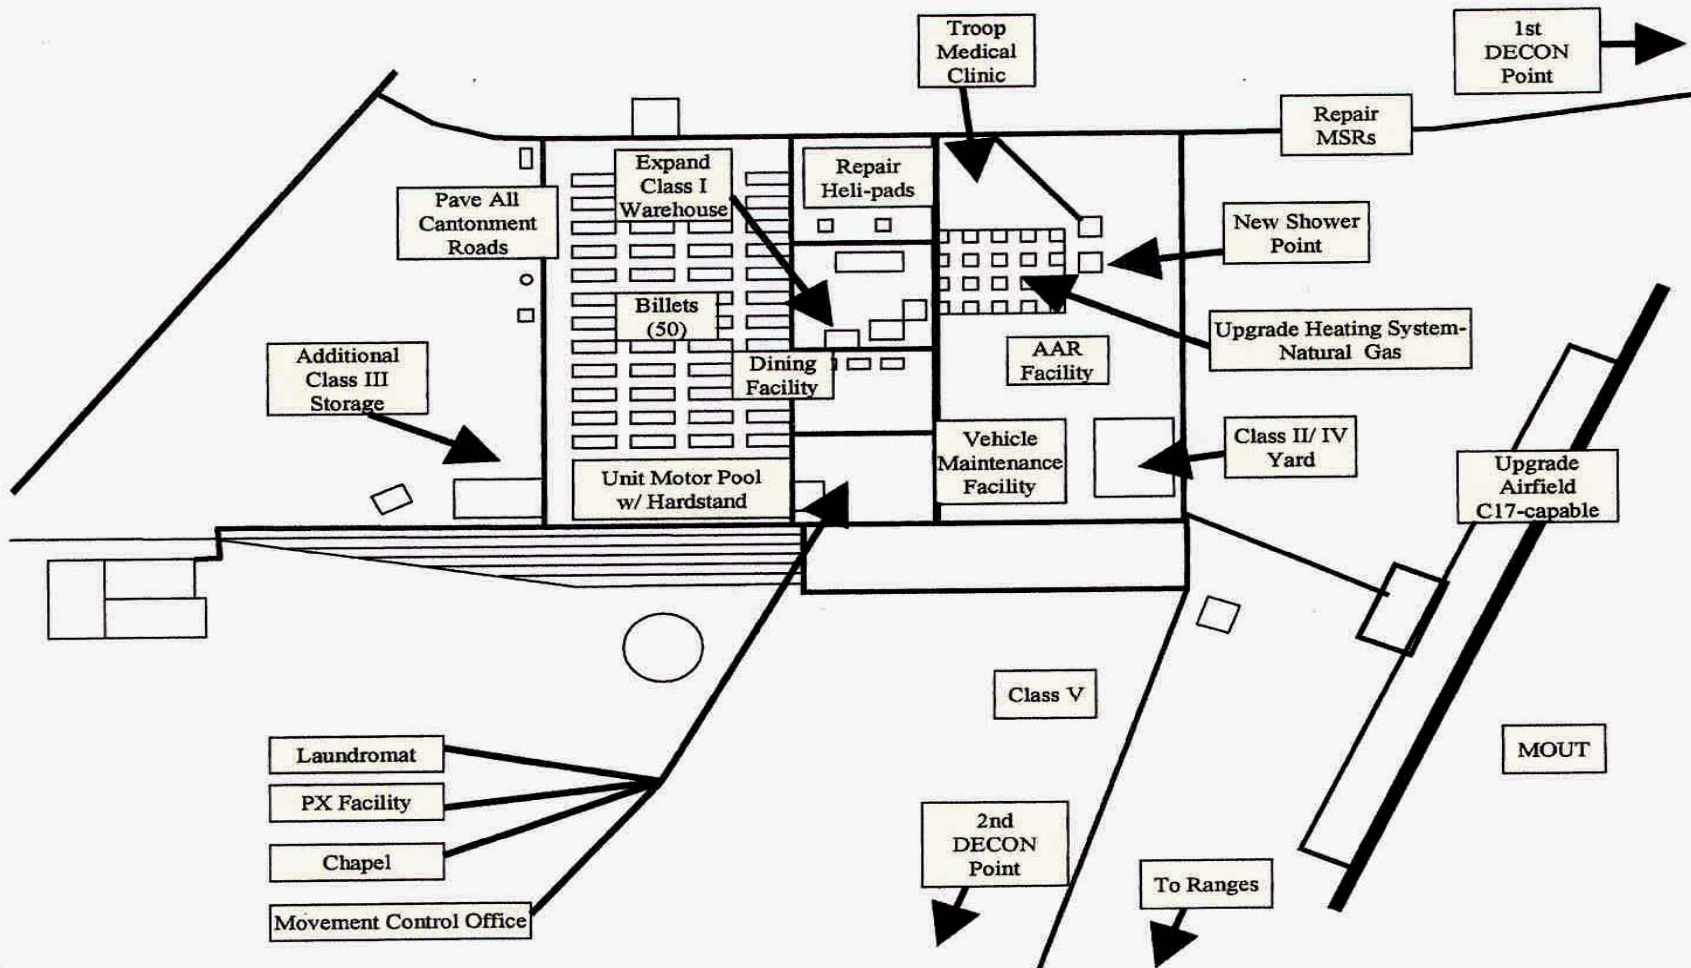 Troop
Medical
Clinic
1st
DECON
Point
Repair
MSRs
Expand
Class I
Warehouse
Repair
Heli-pads
Pave All
Cantonment
Roads
New Shower
Point
Billets
(50)
Upgrade Heating System-
Natural Gas
Additional
Class III
Storage
Dining
Facility
AAR
Facility
Unit Motor Pool
w/ Hardstand
Vehicle
Maintenance
Facility
Class II/ IV
Yard
Upgrade
Airfield
C17-capable
Class V
MOUT
Laundromat
PX Facility
Chapel
Movement Control Office
2nd
DECON
Point
To Ranges